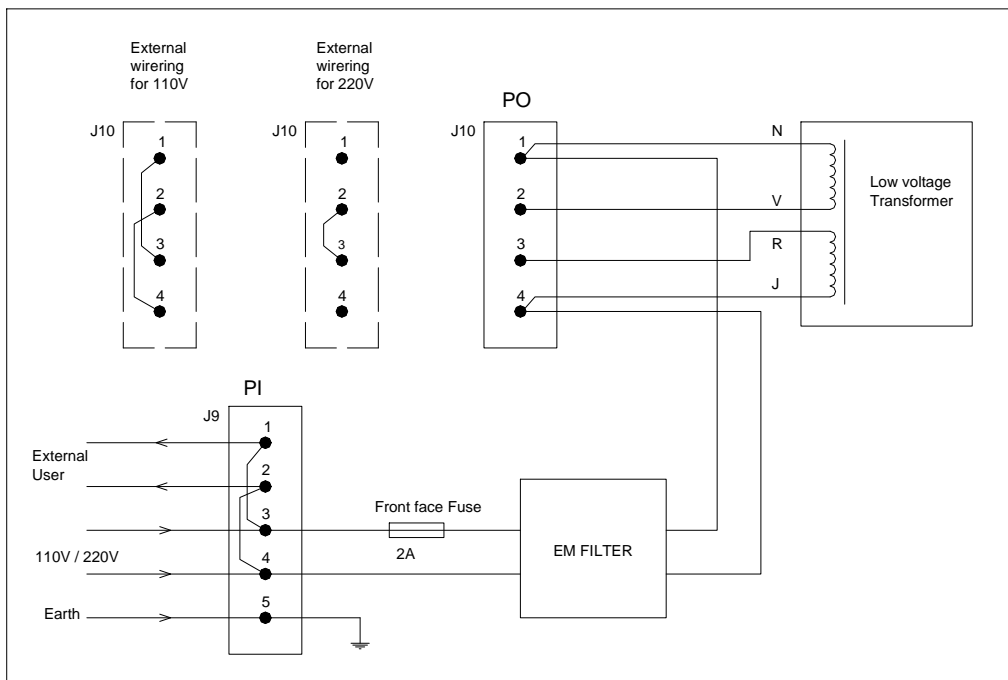 External
wirering
for 110V
External
wirering
for 220V
PO
J10
1
2
3
4
J10
1
2
3
4
J10
1
2
3
4
N
V
R
J
Low voltage
Transformer
PI
J9
1
2
3
4
5
External
User
110V / 220V
Earth
Front face Fuse
2A
EM FILTER